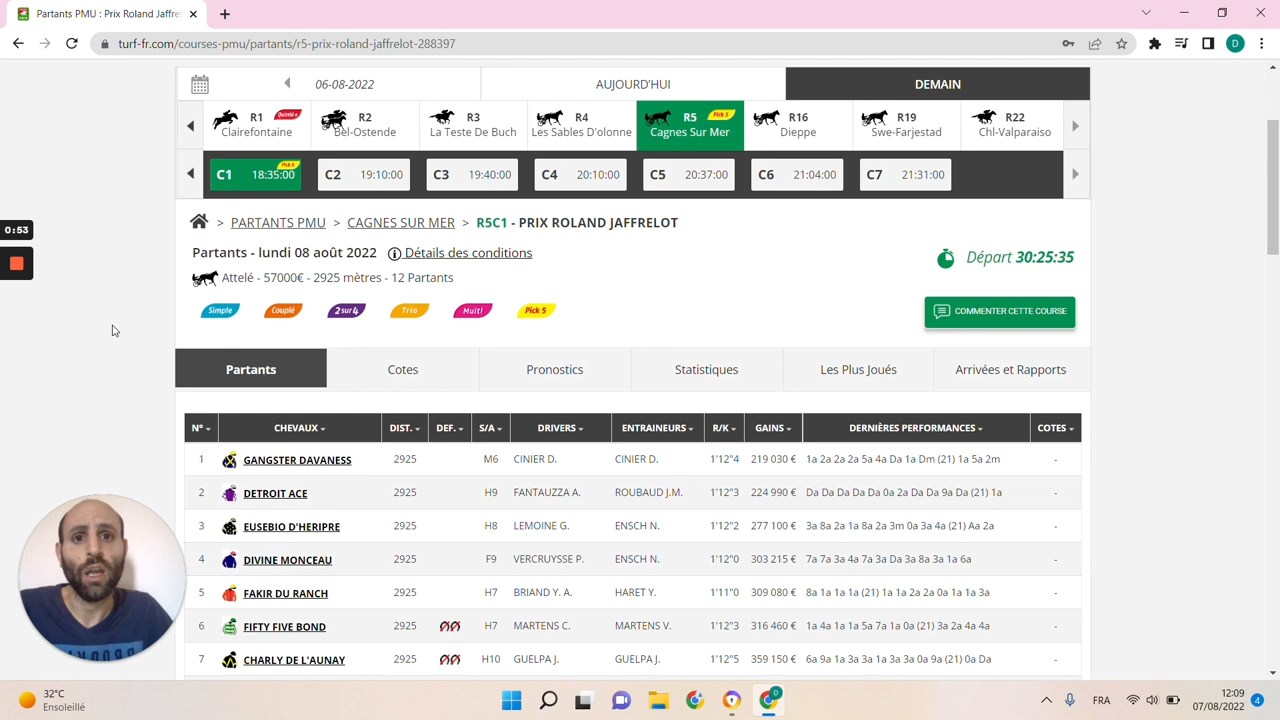 Partants PMU : Prix Roland Jaffre
turf-fr.com/courses-pmu/partants/r5-prix-roland-jaffrelot-288397
D
06-08-2022 AUJOURD'HUI DEMAIN
R1 Quinté+ R2 R3 R4 R5 Pick 5 R16 R19 R22
Clairefontaine Bel-Ostende La Teste De Buch Les Sables D'olonne Cagnes Sur Mer Dieppe Swe-Farjestad Chl-Valparaiso
C1 18:35:00 Pick 5 C2 19:10:00 C3 19:40:00 C4 20:10:00 C5 20:37:00 C6 21:04:00 C7 21:31:00
0:53
> PARTANTS PMU > CAGNES SUR MER > R5C1 - PRIX ROLAND JAFFRELOT
Partants - lundi 08 août 2022 Détails des conditions
Départ 30:25:35
Attelé - 57000€ - 2925 mètres - 12 Partants
Simple Couplé 2sur4 Trio Multi Pick 5
COMMENTER CETTE COURSE
Partants Cotes Pronostics Statistiques Les Plus Joués Arrivées et Rapports
N° CHEVAUX DIST. DEF. S/A DRIVERS ENTRAINEURS R/K GAINS DERNIÈRES PERFORMANCES COTES
1 GANGSTER DAVANESS 2925 M6 CINIER D. CINIER D. 1'12"4 219 030 € 1a 2a 2a 2a 5a 4a Da 1a Dm (21) 1a 5a 2m -
2 DETROIT ACE 2925 H9 FANTAUZZA A. ROUBAUD J.M. 1'12"3 224 990 € Da Da Da Da Da 0a 2a Da Da 9a Da (21) 1a -
3 EUSEBIO D'HERIPRE 2925 H8 LEMOINE G. ENSCH N. 1'12"2 277 100 € 3a 8a 2a 1a 8a 2a 3m 0a 3a 4a (21) Aa 2a -
4 DIVINE MONCEAU 2925 F9 VERCRUYSSE P. ENSCH N. 1'12"0 303 215 € 7a 7a 3a 4a 7a 3a Da 3a 8a 3a 1a 6a -
5 FAKIR DU RANCH 2925 H7 BRIAND Y. A. HARET Y. 1'11"0 309 080 € 8a 1a 1a 1a (21) 1a 1a 2a 2a 0a 1a 1a 3a -
6 FIFTY FIVE BOND 2925 H7 MARTENS C. MARTENS V. 1'12"3 316 460 € 1a 4a 1a 1a 5a 7a 1a 0a (21) 3a 2a 4a 4a -
7 CHARLY DE L'AUNAY 2925 H10 GUELPA J. GUELPA J. 1'12"5 359 150 € 6a 9a 1a 3a 3a 1a 3a 3a 0a 9a (21) 0a Da -
32°C
Ensoleillé
FRA
12:09
07/08/2022
4